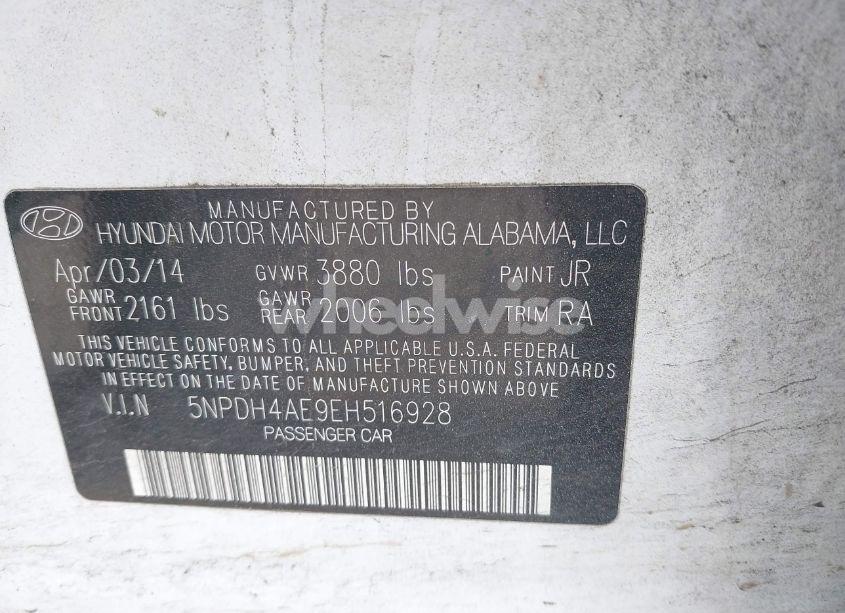 MANUFACTURED BY
HYUNDAI MOTOR MANUFACTURING ALABAMA, LLC
Apr/03/14 GVWR 3880 lbs PAINT JR
GAWR FRONT 2161 lbs GAWR REAR 2006 lbs TRIM RA
wheelwise
THIS VEHICLE CONFORMS TO ALL APPLICABLE U.S.A. FEDERAL
MOTOR VEHICLE SAFETY, BUMPER, AND THEFT PREVENTION STANDARDS
IN EFFECT ON THE DATE OF MANUFACTURE SHOWN ABOVE.
V.I.N 5NPDH4AE9EH516928
PASSENGER CAR